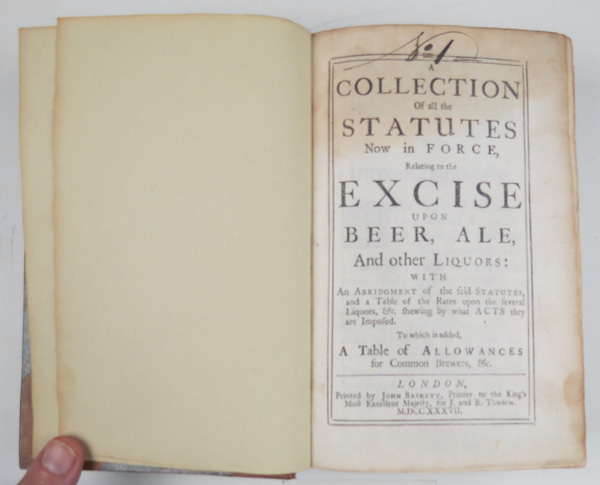 No. 1
A
COLLECTION
Of all the
STATUTES
Now in FORCE,
Relating to the
EXCISE
UPON
BEER, ALE,
And other LIQUORS:
WITH
An ABRIDGMENT of the ſaid STATUTES,
and a Table of the Rates upon the ſeveral
Liquors, &c. ſhewing by what ACTS they
are Impoſed.
To which is added,
A Table of ALLOWANCES
for Common Brewers, &c.
LONDON,
Printed by JOHN BASKETT, Printer to the King's
Moſt Excellent Majeſty, for J. and R. TONSON.
M.DCC.XXXVII.